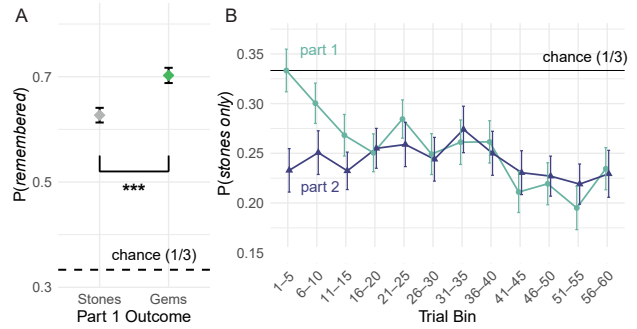 A
P(remembered)
0.7
0.5
0.3
***
chance (1/3)
Stones
Gems
Part 1 Outcome
B
P(stones only)
0.35
0.30
0.25
0.20
0.15
part 1
chance (1/3)
part 2
1–5
6–10
11–15
16–20
21–25
26–30
31–35
36–40
41–45
46–50
51–55
56–60
Trial Bin